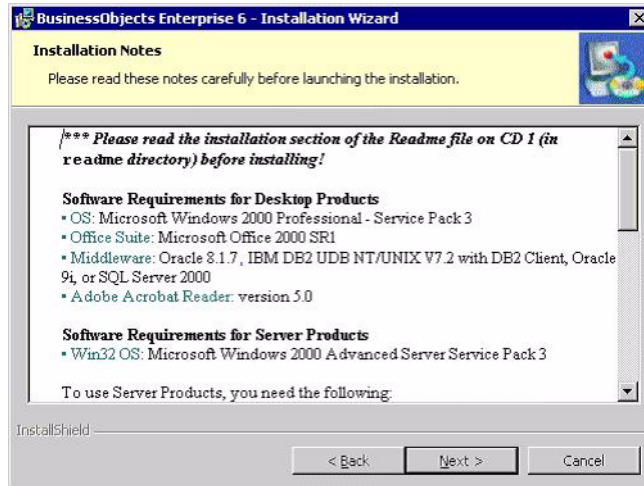 BusinessObjects Enterprise 6 - Installation Wizard
Installation Notes
Please read these notes carefully before launching the installation.
*** Please read the installation section of the Readme file on CD 1 (in
readme directory) before installing!
Software Requirements for Desktop Products
• OS: Microsoft Windows 2000 Professional - Service Pack 3
• Office Suite: Microsoft Office 2000 SR1
• Middleware: Oracle 8.1.7, IBM DB2 UDB NT/UNIX V7.2 with DB2 Client, Oracle
9i, or SQL Server 2000
• Adobe Acrobat Reader: version 5.0
Software Requirements for Server Products
• Win32 OS: Microsoft Windows 2000 Advanced Server Service Pack 3
To use Server Products, you need the following:
InstallShield
< Back Next > Cancel